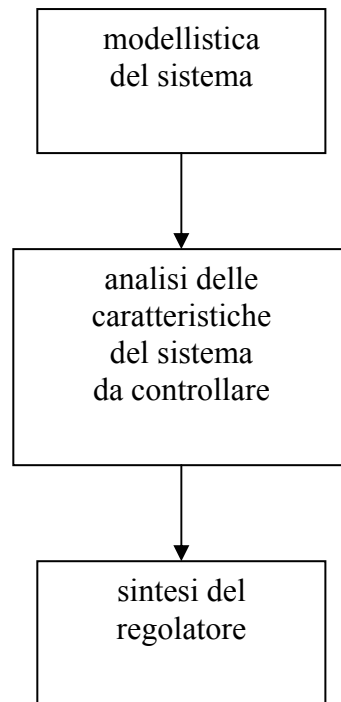 modellistica
del sistema
analisi delle
caratteristiche
del sistema
da controllare
sintesi del
regolatore